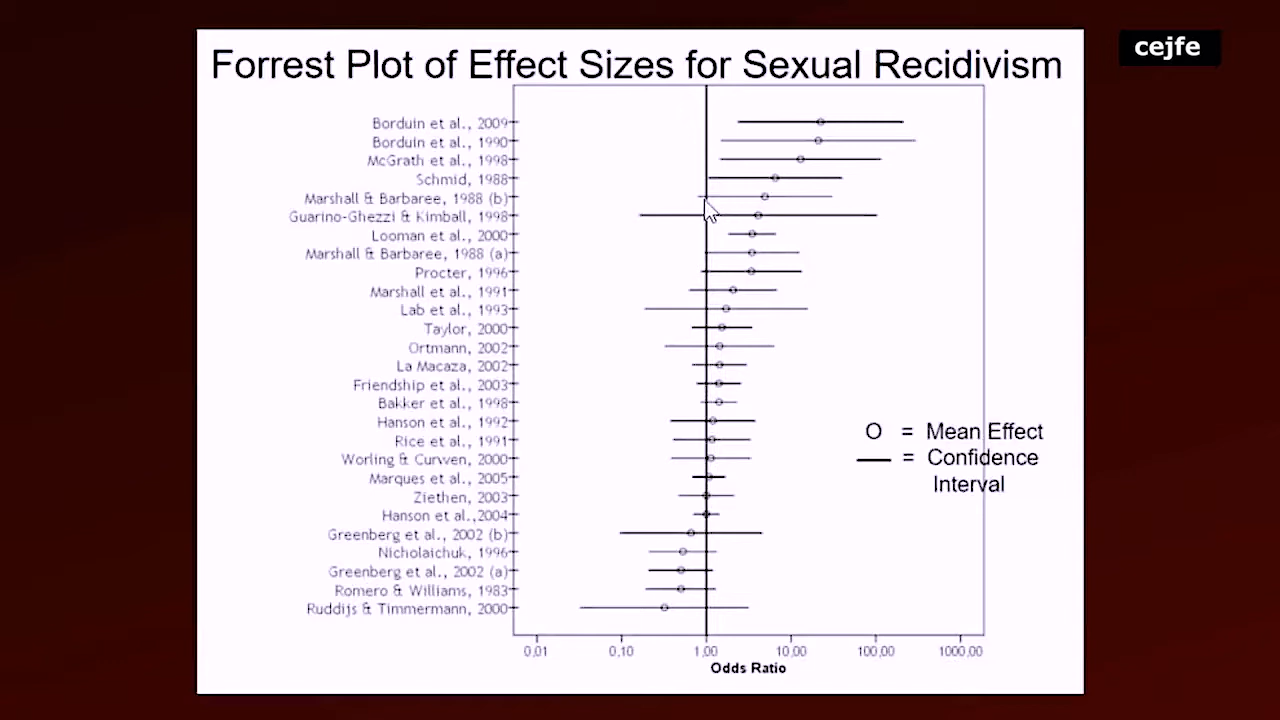 cejfe
Forrest Plot of Effect Sizes for Sexual Recidivism
Borduin et al., 2009
Borduin et al., 1990
McGrath et al., 1998
Schmid, 1988
Marshall & Barbaree, 1988 (b)
Guarino-Ghezzi & Kimball, 1998
Looman et al., 2000
Marshall & Barbaree, 1988 (a)
Procter, 1996
Marshall et al., 1991
Lab et al., 1993
Taylor, 2000
Ortmann, 2002
La Macaza, 2002
Friendship et al., 2003
Bakker et al., 1998
Hanson et al., 1992
Rice et al., 1991
Worling & Curwen, 2000
Marques et al., 2005
Ziethen, 2003
Hanson et al.,2004
Greenberg et al., 2002 (b)
Nicholaichuk, 1996
Greenberg et al., 2002 (a)
Romero & Williams, 1983
Ruddijs & Timmermann, 2000
O = Mean Effect
= Confidence
Interval
0,01 0,10 1,00 10,00 100,00 1000,00
Odds Ratio